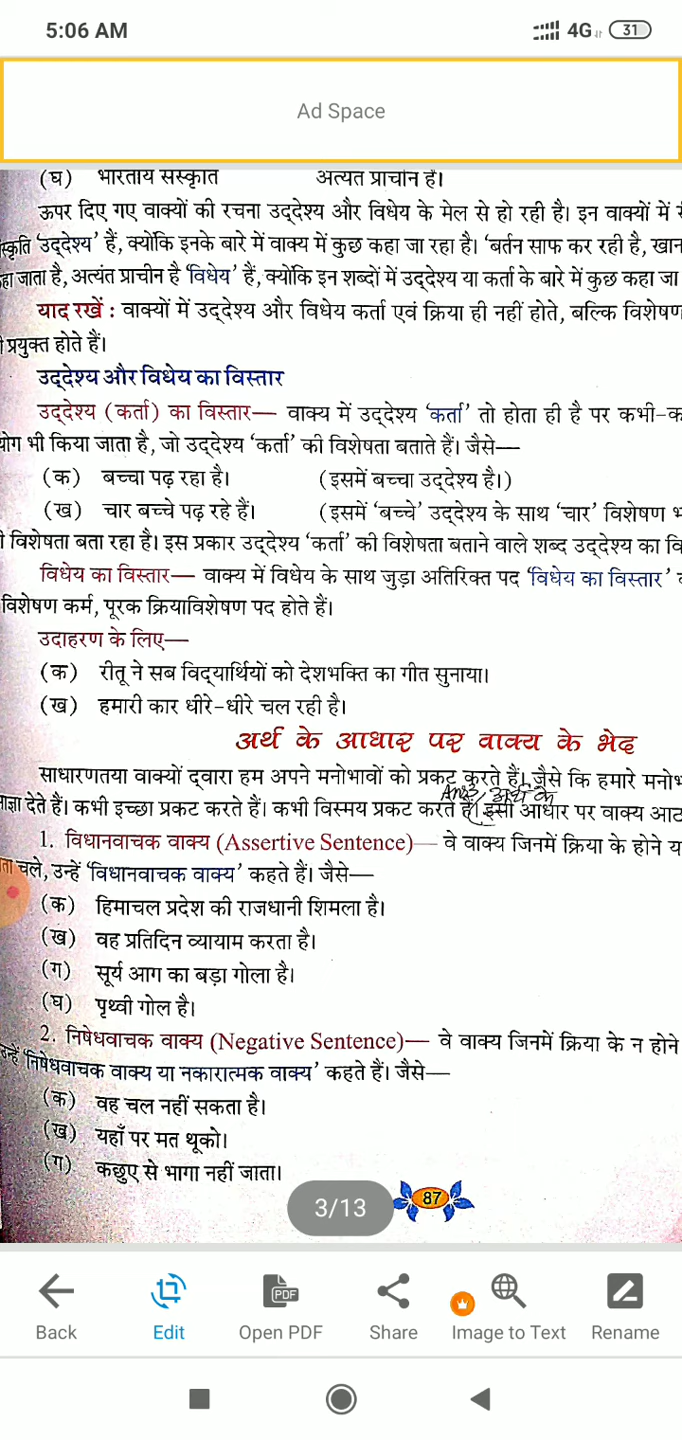 5:06 AM 4G 31
Ad Space
(घ) भारतीय संस्कृति अत्यंत प्राचीन है।
ऊपर दिए गए वाक्यों की रचना उद्देश्य और विधेय के मेल से हो रही है। इन वाक्यों में
'उद्देश्य' हैं, क्योंकि इनके बारे में वाक्य में कुछ कहा जा रहा है। 'बर्तन साफ कर रही है, खान
जाता है, अत्यंत प्राचीन है 'विधेय' हैं, क्योंकि इन शब्दों में उद्देश्य या कर्ता के बारे में कुछ कहा जा
याद रखें : वाक्यों में उद्देश्य और विधेय कर्ता एवं क्रिया ही नहीं होते, बल्कि विशेषण
प्रयुक्त होते हैं।
उद्देश्य और विधेय का विस्तार
उद्देश्य (कर्ता) का विस्तार— वाक्य में उद्देश्य 'कर्ता' तो होता ही है पर कभी-क
योग भी किया जाता है, जो उद्देश्य 'कर्ता' की विशेषता बताते हैं। जैसे—
(क) बच्चा पढ़ रहा है। (इसमें बच्चा उद्देश्य है।)
(ख) चार बच्चे पढ़ रहे हैं। (इसमें 'बच्चे' उद्देश्य के साथ 'चार' विशेषण
विशेषता बता रहा है। इस प्रकार उद्देश्य 'कर्ता' की विशेषता बताने वाले शब्द उद्देश्य का वि
विधेय का विस्तार— वाक्य में विधेय के साथ जुड़ा अतिरिक्त पद 'विधेय का विस्तार'
विशेषण कर्म, पूरक क्रियाविशेषण पद होते हैं।
उदाहरण के लिए—
(क) रीतू ने सब विद्यार्थियों को देशभक्ति का गीत सुनाया।
(ख) हमारी कार धीरे-धीरे चल रही है।
अर्थ के आधार पर वाक्य के भेद
साधारणतया वाक्यों द्वारा हम अपने मनोभावों को प्रकट करते हैं। जैसे कि हमारे मनोभ
Ans, अर्थ के
देते हैं। कभी इच्छा प्रकट करते हैं। कभी विस्मय प्रकट करते हैं। इसी आधार पर वाक्य आठ
1. विधानवाचक वाक्य (Assertive Sentence)— वे वाक्य जिनमें क्रिया के होने य
चले, उन्हें 'विधानवाचक वाक्य' कहते हैं। जैसे—
(क) हिमाचल प्रदेश की राजधानी शिमला है।
(ख) वह प्रतिदिन व्यायाम करता है।
(ग) सूर्य आग का बड़ा गोला है।
(घ) पृथ्वी गोल है।
2. निषेधवाचक वाक्य (Negative Sentence)— वे वाक्य जिनमें क्रिया के न होने
उन्हें 'निषेधवाचक वाक्य या नकारात्मक वाक्य' कहते हैं। जैसे—
(क) वह चल नहीं सकता है।
(ख) यहाँ पर मत थूको।
(ग) कछुए से भागा नहीं जाता।
3/13 87
PDF
Back Edit Open PDF Share Image to Text Rename